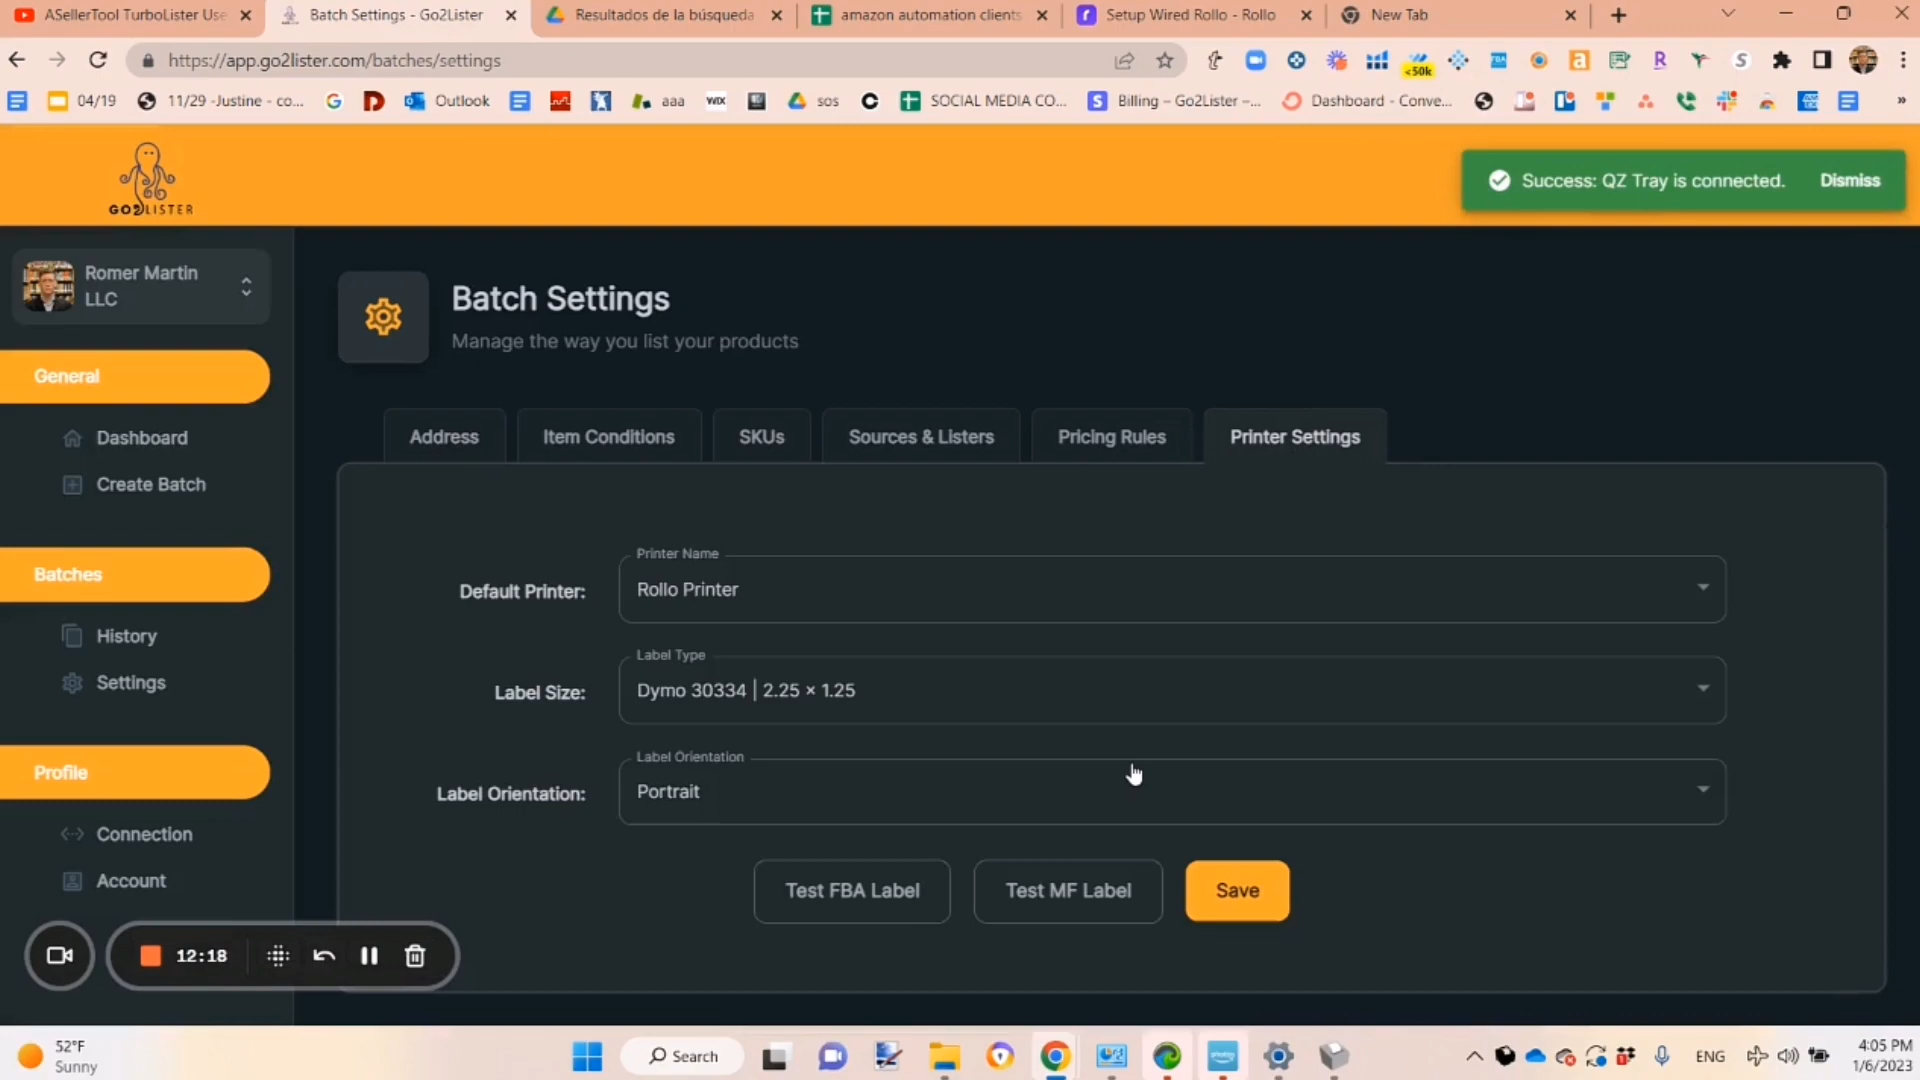 ASellerTool TurboLister Use
Batch Settings - Go2Lister
Resultados de la búsqueda
amazon automation clients
Setup Wired Rollo - Rollo
New Tab
https://app.go2lister.com/batches/settings
<50k
04/19
11/29 -Justine - co...
Outlook
aaa
WIX
sos
SOCIAL MEDIA CO...
Billing – Go2Lister –...
Dashboard - Conve...
GO2LISTER
Success: QZ Tray is connected.
Dismiss
Romer Martin
LLC
Batch Settings
Manage the way you list your products
General
Dashboard
Create Batch
Batches
History
Settings
Profile
Connection
Account
Address
Item Conditions
SKUs
Sources & Listers
Pricing Rules
Printer Settings
Printer Name
Default Printer:
Rollo Printer
Label Type
Label Size:
Dymo 30334 | 2.25 × 1.25
Label Orientation
Label Orientation:
Portrait
Test FBA Label
Test MF Label
Save
12:18
52°F
Sunny
Search
ENG
4:05 PM
1/6/2023